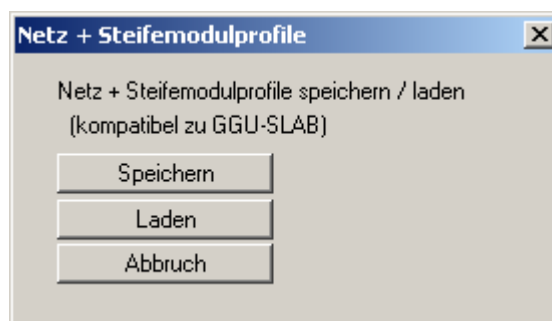 Netz + Steifemodulprofile
Netz + Steifemodulprofile speichern / laden
(kompatibel zu GGU-SLAB)
Speichern
Laden
Abbruch